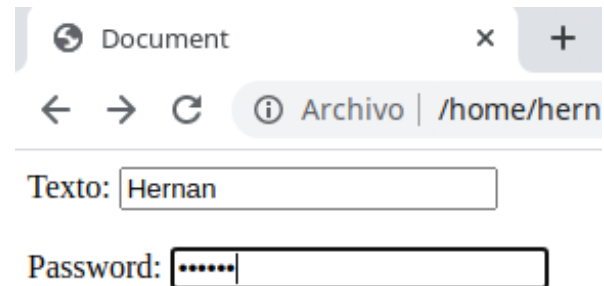 Document
Archivo /home/hern
Texto: Hernan
Password: ••••••